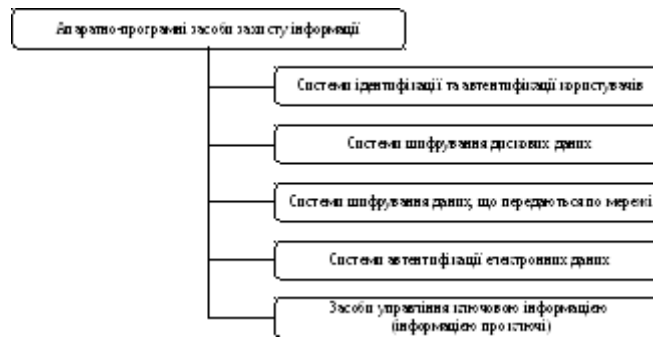 Апаратно-програмні засоби захисту інформації
Системи ідентифікації та автентифікації користувачів
Системи шифрування дискових даних
Системи шифрування даних, що передаються по мережі
Системи автентифікації електронних даних
Засоби управління ключовою інформацією
(інформацією про ключі)